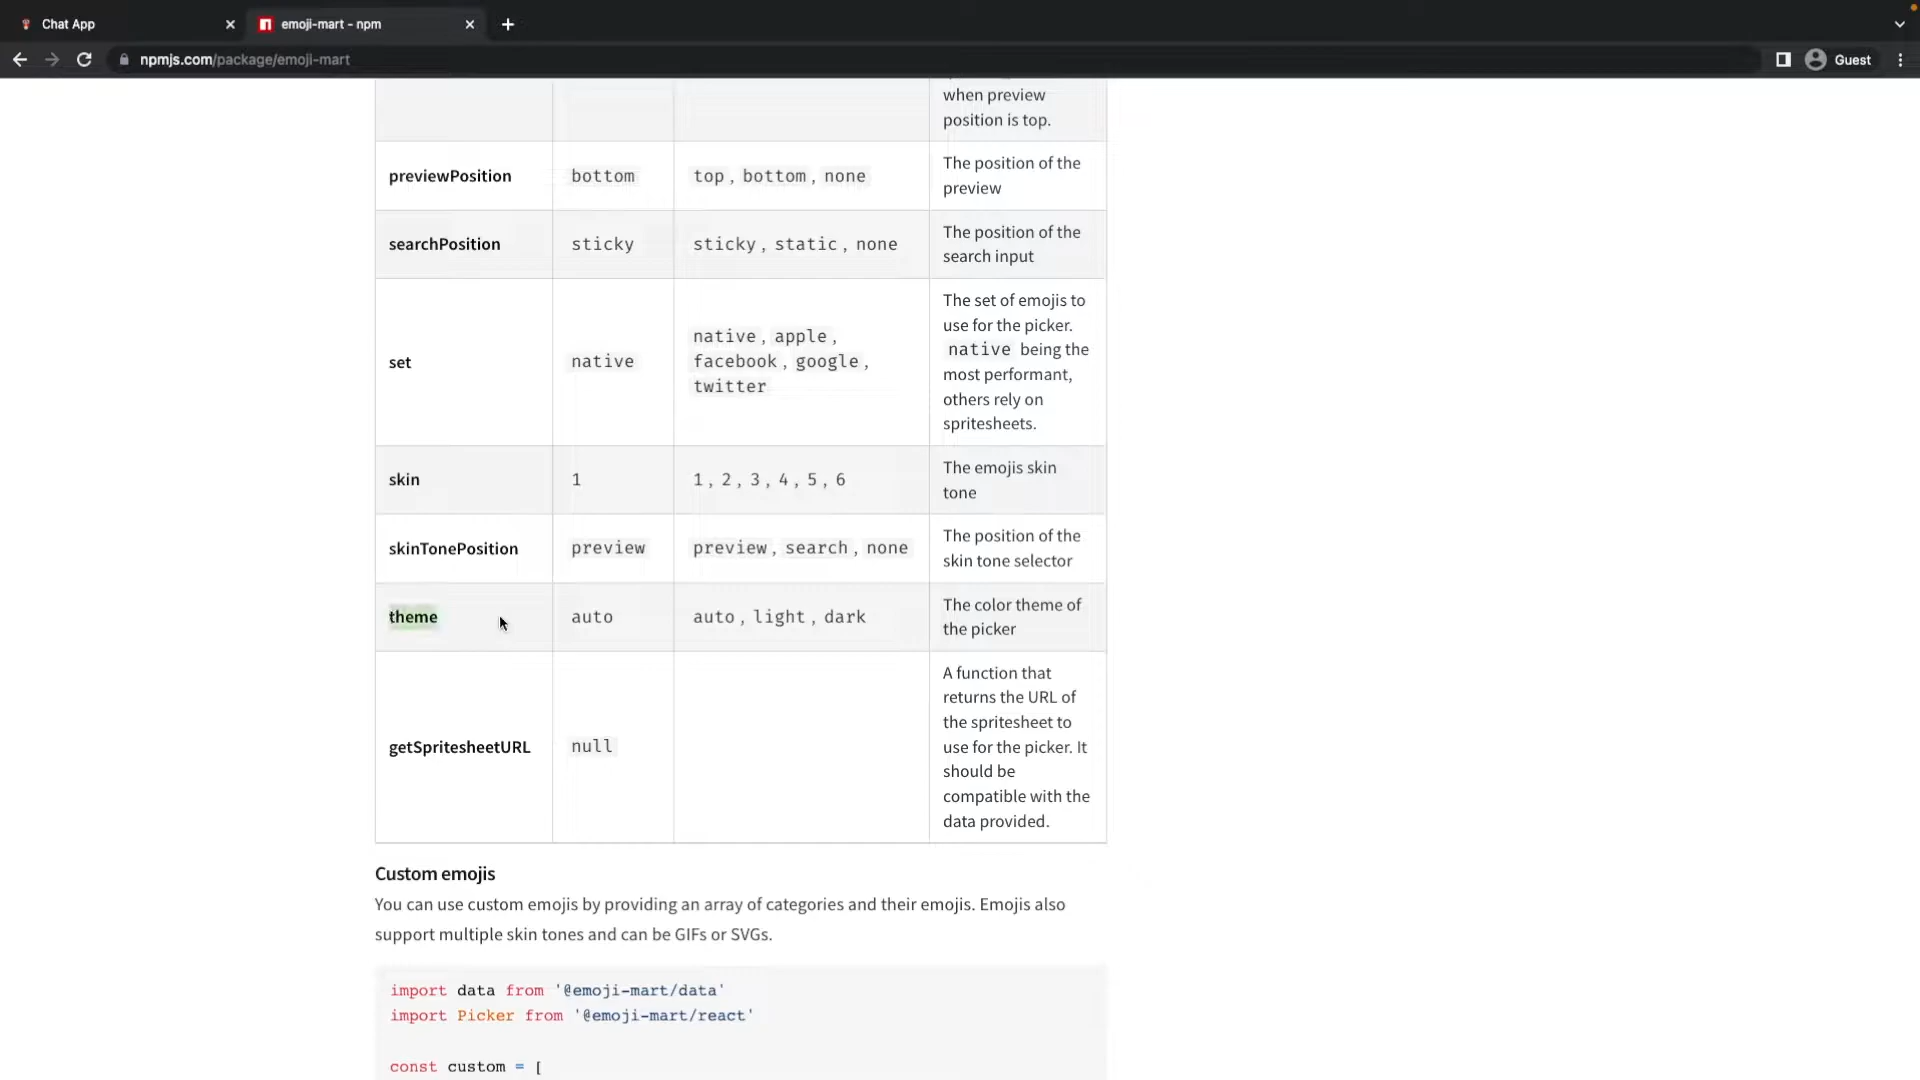 Chat App
emoji-mart - npm
npmjs.com/package/emoji-mart
Guest
when preview
position is top.
previewPosition bottom top, bottom, none The position of the
preview
searchPosition sticky sticky, static, none The position of the
search input
set native native, apple,
facebook, google,
twitter
The set of emojis to
use for the picker.
native being the
most performant,
others rely on
spritesheets.
skin 1 1, 2, 3, 4, 5, 6 The emojis skin
tone
skinTonePosition preview preview, search, none The position of the
skin tone selector
theme auto auto, light, dark The color theme of
the picker
getSpritesheetURL null
A function that
returns the URL of
the spritesheet to
use for the picker. It
should be
compatible with the
data provided.
Custom emojis
You can use custom emojis by providing an array of categories and their emojis. Emojis also
support multiple skin tones and can be GIFs or SVGs.
import data from '@emoji-mart/data'
import Picker from '@emoji-mart/react'
const custom = [